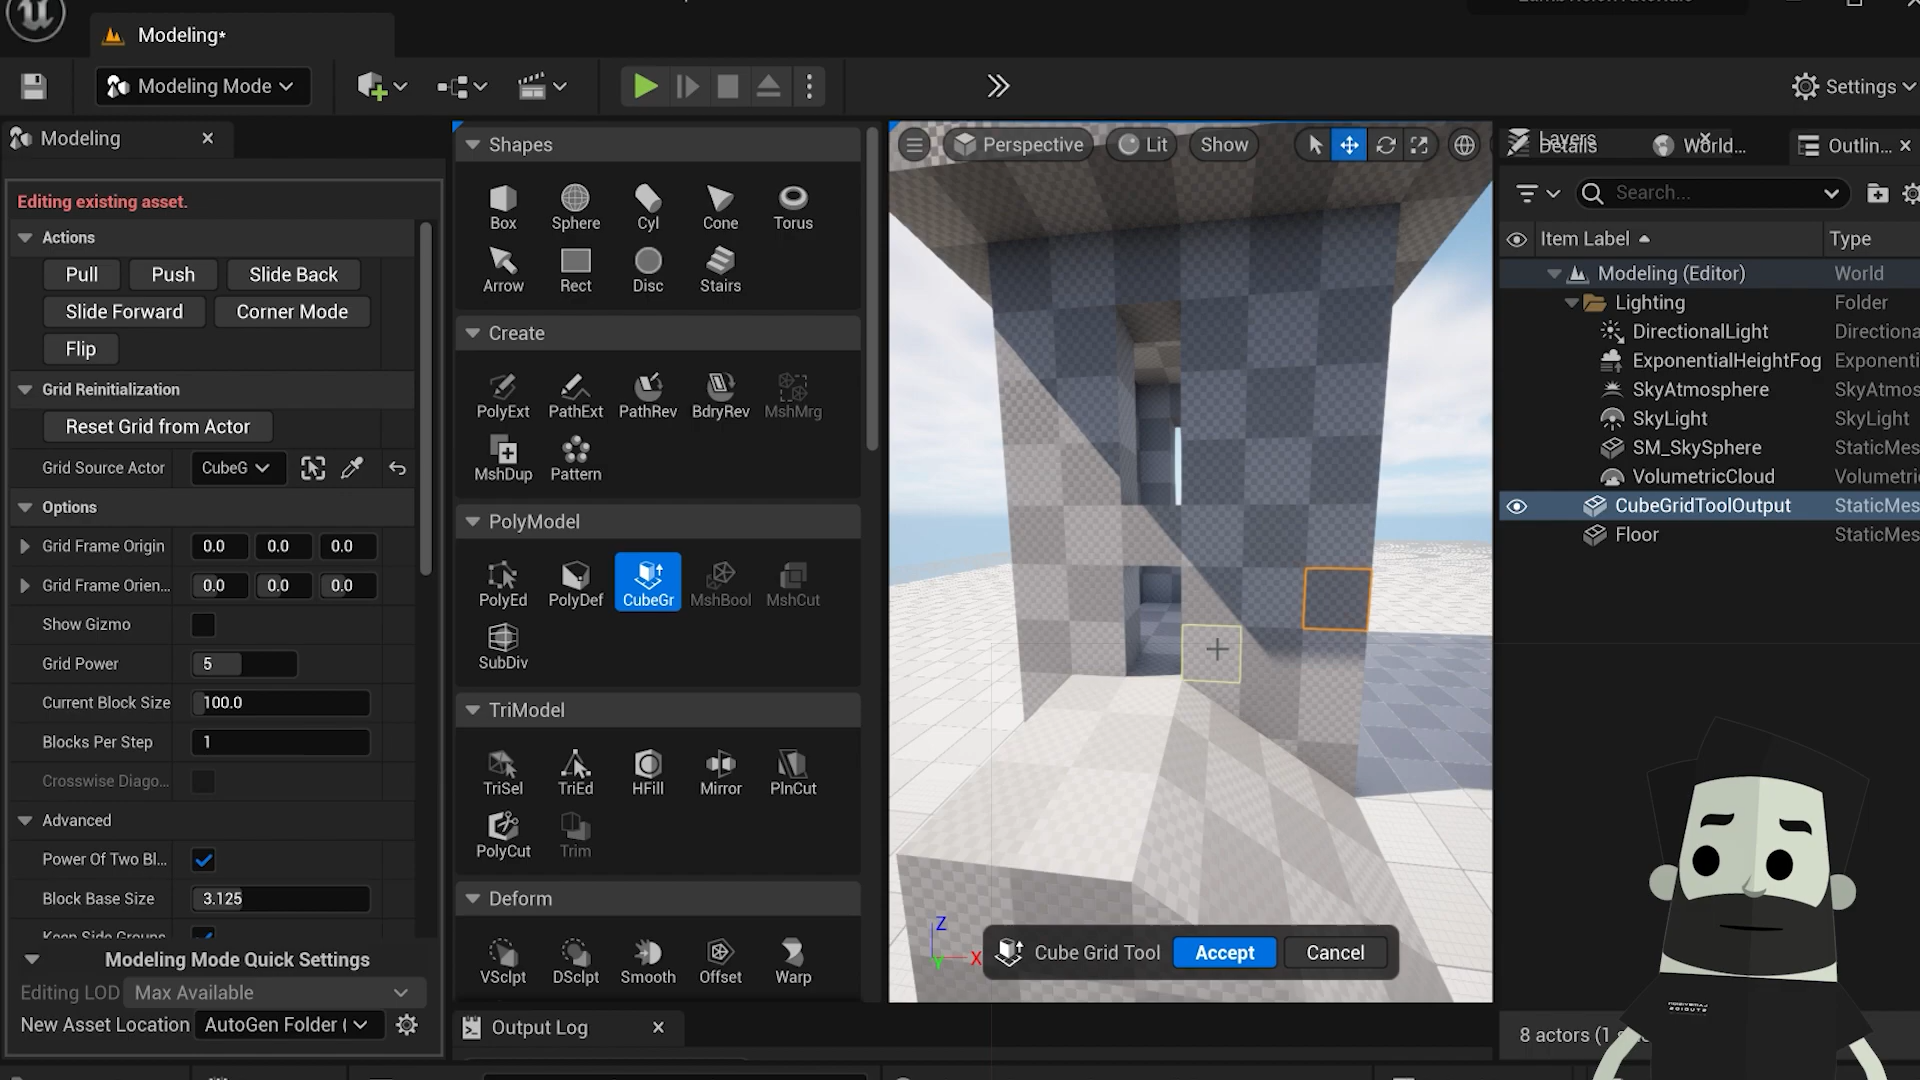 Modeling*
Modeling Mode
Settings
Modeling
Editing existing asset.
Actions
Pull
Push
Slide Back
Slide Forward
Corner Mode
Flip
Grid Reinitialization
Reset Grid from Actor
Grid Source Actor
CubeG
Options
Grid Frame Origin
0.0
0.0
0.0
Grid Frame Orien...
0.0
0.0
0.0
Show Gizmo
Grid Power
5
Current Block Size
100.0
Blocks Per Step
1
Crosswise Diago...
Advanced
Power Of Two Bl...
Block Base Size
3.125
Keep Side Groups
Modeling Mode Quick Settings
Editing LOD
Max Available
New Asset Location
AutoGen Folder (
Shapes
Box
Sphere
Cyl
Cone
Torus
Arrow
Rect
Disc
Stairs
Create
PolyExt
PathExt
PathRev
BdryRev
MshMrg
MshDup
Pattern
PolyModel
PolyEd
PolyDef
CubeGr
MshBool
MshCut
SubDiv
TriModel
TriSel
TriEd
HFill
Mirror
PlnCut
PolyCut
Trim
Deform
VSclpt
DSclpt
Smooth
Offset
Warp
Output Log
Perspective
Lit
Show
Z
X
Y
Cube Grid Tool
Accept
Cancel
Layers
Details
World...
Outlin...
Search...
Item Label
Type
Modeling (Editor)
World
Lighting
Folder
DirectionalLight
Directiona
ExponentialHeightFog
Exponenti
SkyAtmosphere
SkyAtmos
SkyLight
SkyLight
SM_SkySphere
StaticMes
VolumetricCloud
Volumetri
CubeGridToolOutput
StaticMes
Floor
StaticMes
8 actors (1